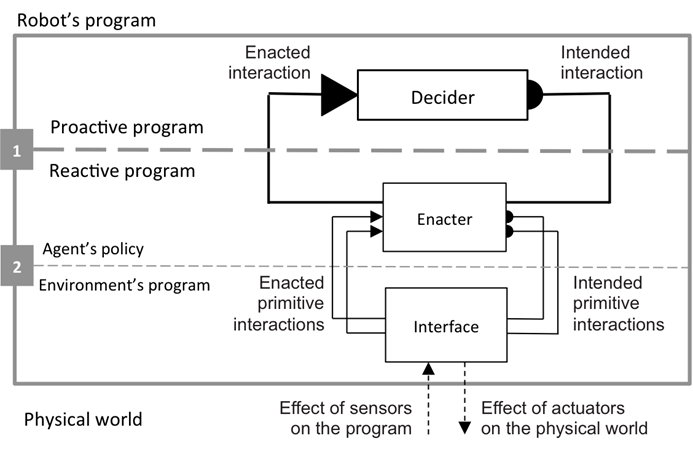 Robot's program
Enacted
interaction
Intended
interaction
Decider
Proactive program
1
Reactive program
Enacter
Agent's policy
2
Environment's program
Enacted
primitive
interactions
Intended
primitive
interactions
Interface
Physical world
Effect of sensors
on the program
Effect of actuators
on the physical world